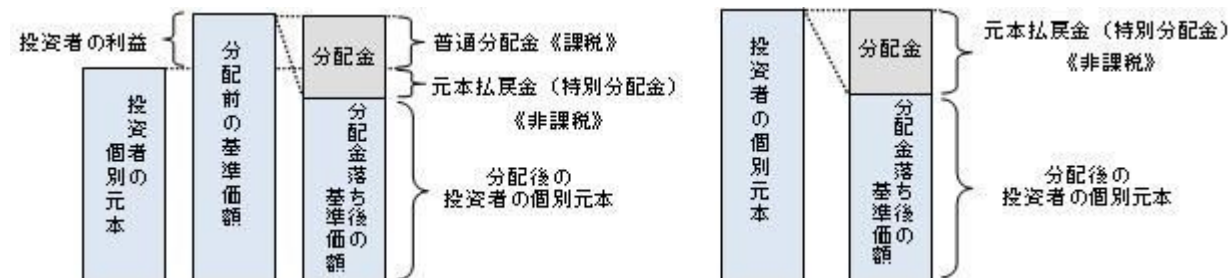 投資者の利益
投資者の
個別元本
分配前の基準価額
分配金
分配金落ち後の
基準価額
普通分配金《課税》
元本払戻金（特別分配金）
《非課税》
分配後の
投資者の個別元本
投資者の個別元本
分配金
分配金落ち後の
基準価額
元本払戻金（特別分配金）
《非課税》
分配後の
投資者の個別元本